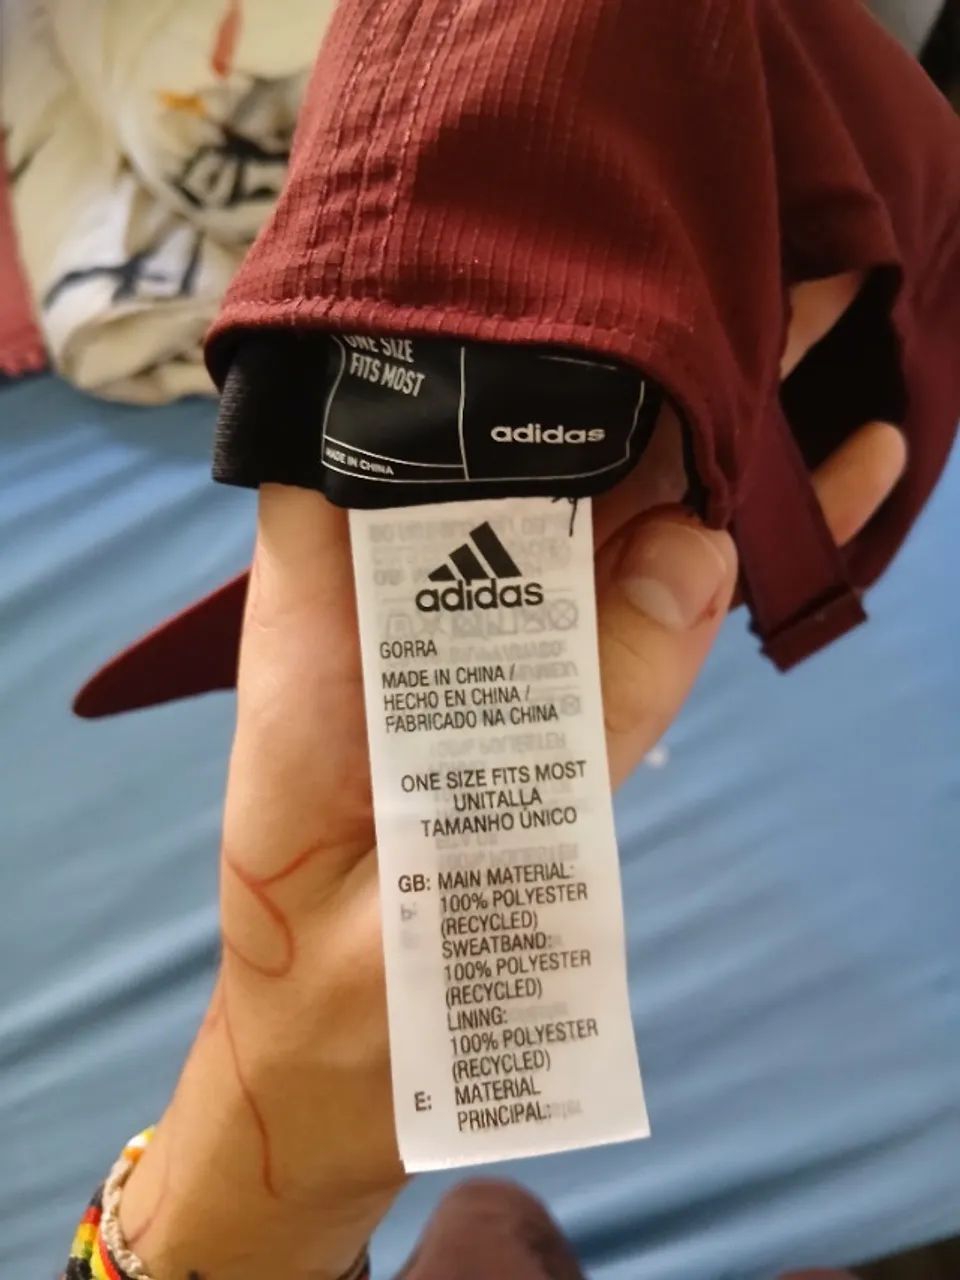 ONE SIZE
FITS MOST
MADE IN CHINA
adidas
adidas
GORRA
MADE IN CHINA /
HECHO EN CHINA /
FABRICADO NA CHINA
ONE SIZE FITS MOST
UNITALLA
TAMANHO ÚNICO
GB: MAIN MATERIAL:
100% POLYESTER
(RECYCLED)
SWEATBAND:
100% POLYESTER
(RECYCLED)
LINING:
100% POLYESTER
(RECYCLED)
E: MATERIAL
PRINCIPAL: